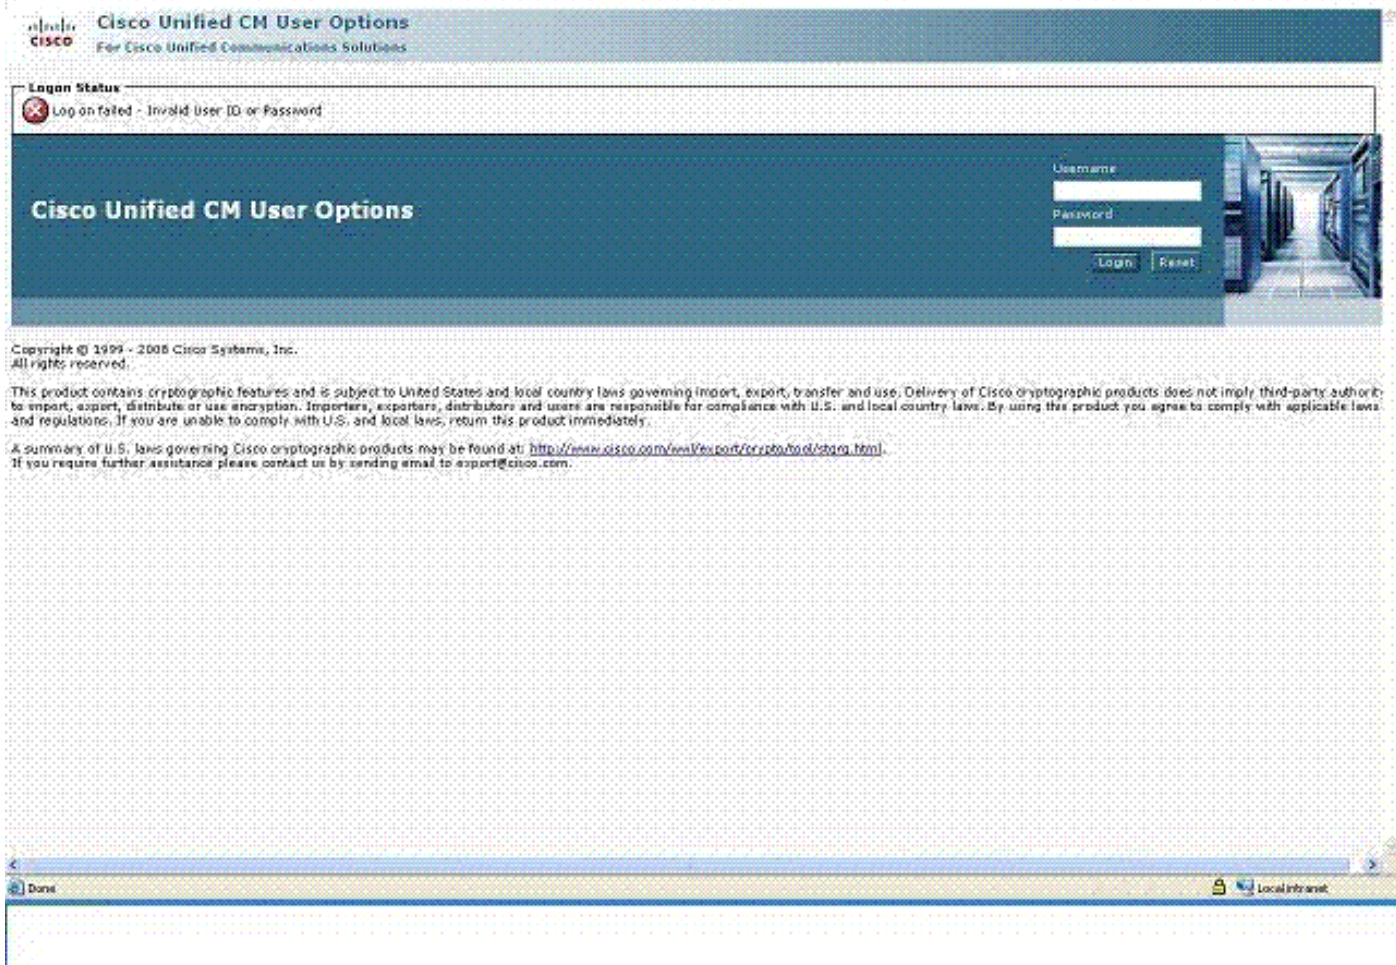 Cisco Unified CM User Options
CISCO
For Cisco Unified Communications Solutions
Logon Status
Log on failed - Invalid User ID or Password
Username
Cisco Unified CM User Options
Password
Login Reset
Copyright © 1999 - 2008 Cisco Systems, Inc.
All rights reserved.
This product contains cryptographic features and is subject to United States and local country laws governing import, export, transfer and use. Delivery of Cisco cryptographic products does not imply third-party authorit
to import, export, distribute or use encryption. Importers, exporters, distributors and users are responsible for compliance with U.S. and local country laws. By using this product you agree to comply with applicable laws
and regulations. If you are unable to comply with U.S. and local laws, return this product immediately.
A summary of U.S. laws governing Cisco cryptographic products may be found at: http://www.cisco.com/wwl/export/crypto/tool/stqrg.html.
If you require further assistance please contact us by sending email to export@cisco.com.
Done
Local intranet